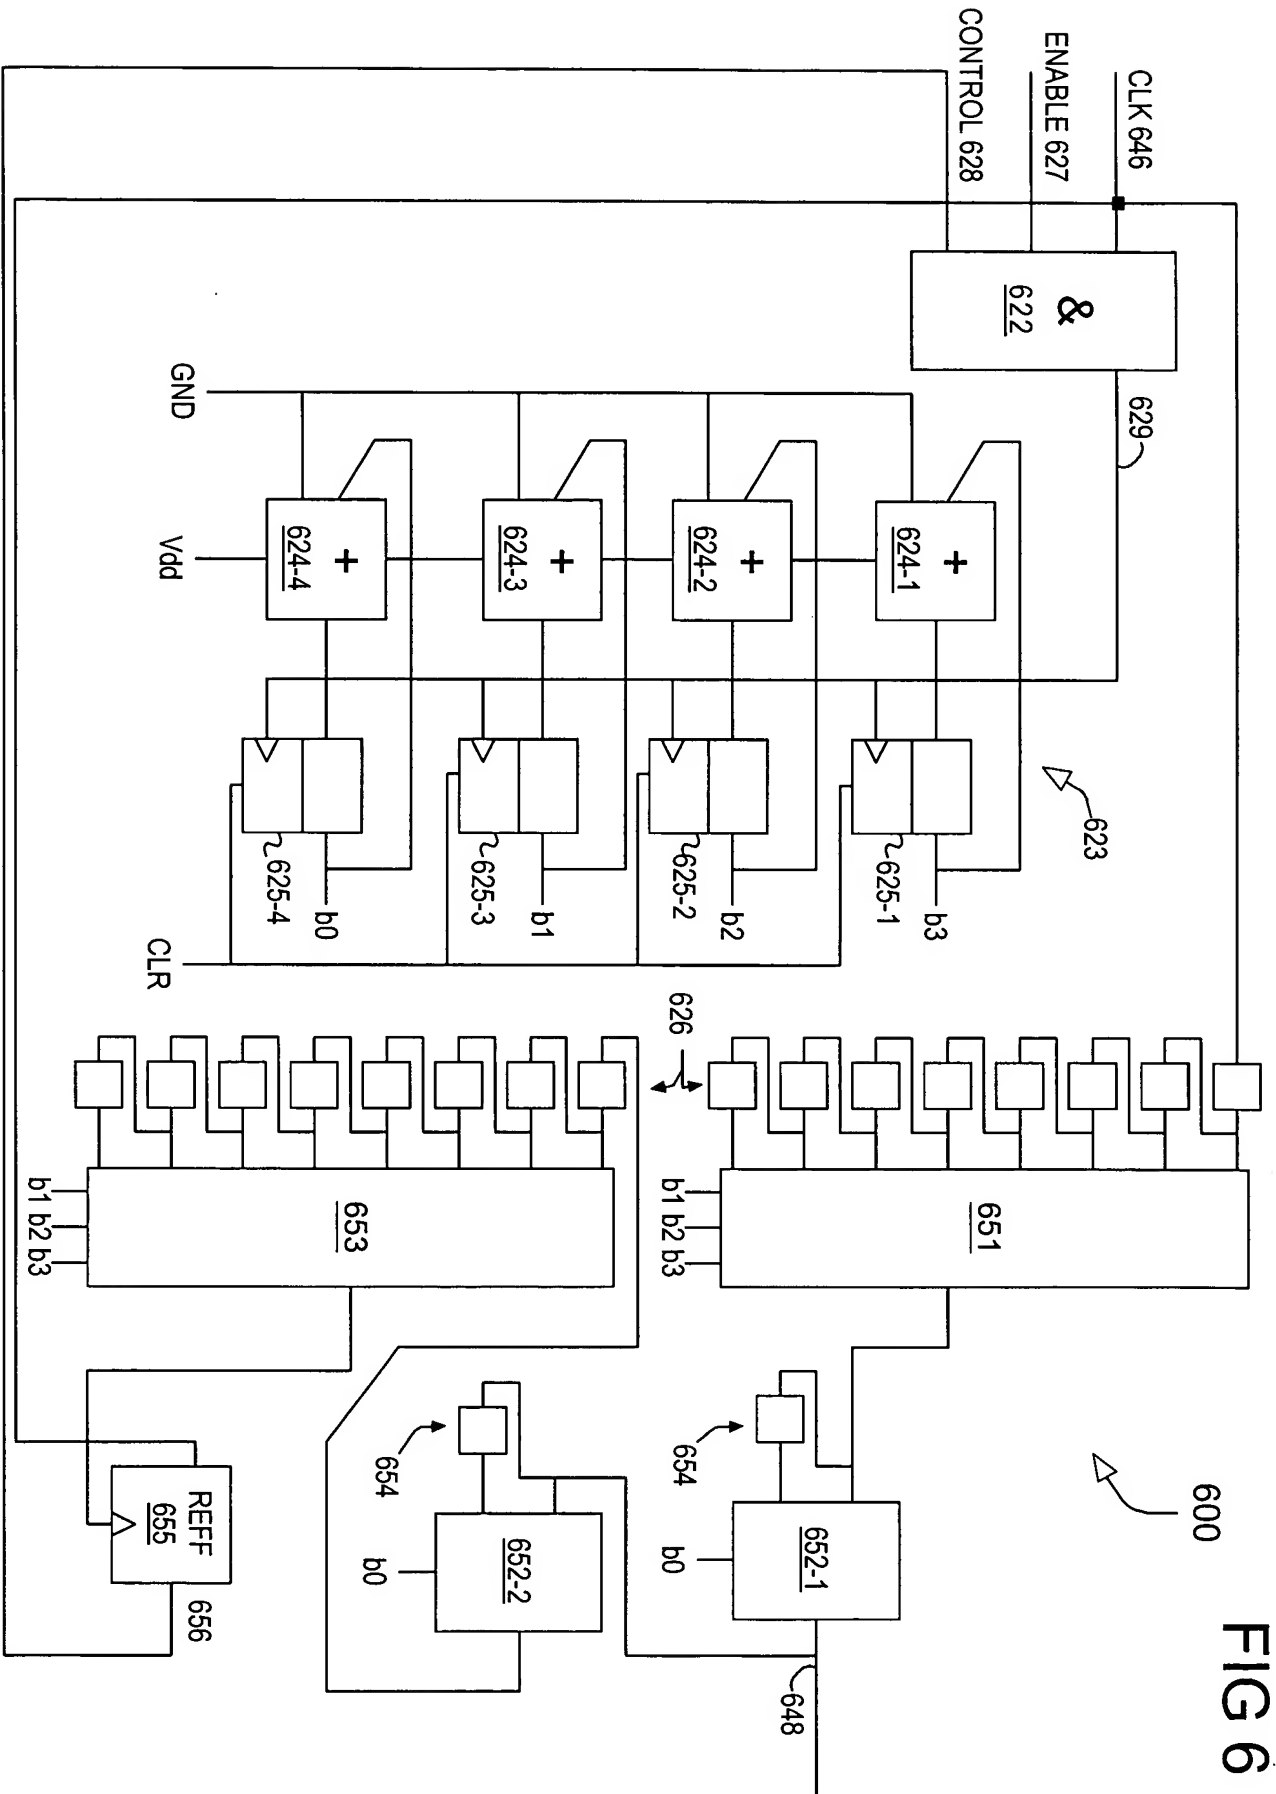 FIG 6
600
CLK 646
ENABLE 627
CONTROL 628
&
622
629
623
GND
Vdd
+
624-1
+
624-2
+
624-3
+
624-4
625-1
625-2
625-3
625-4
b3
b2
b1
b0
CLR
626
651
b1 b2 b3
653
b1 b2 b3
654
652-1
b0
648
654
652-2
b0
REFF
655
656